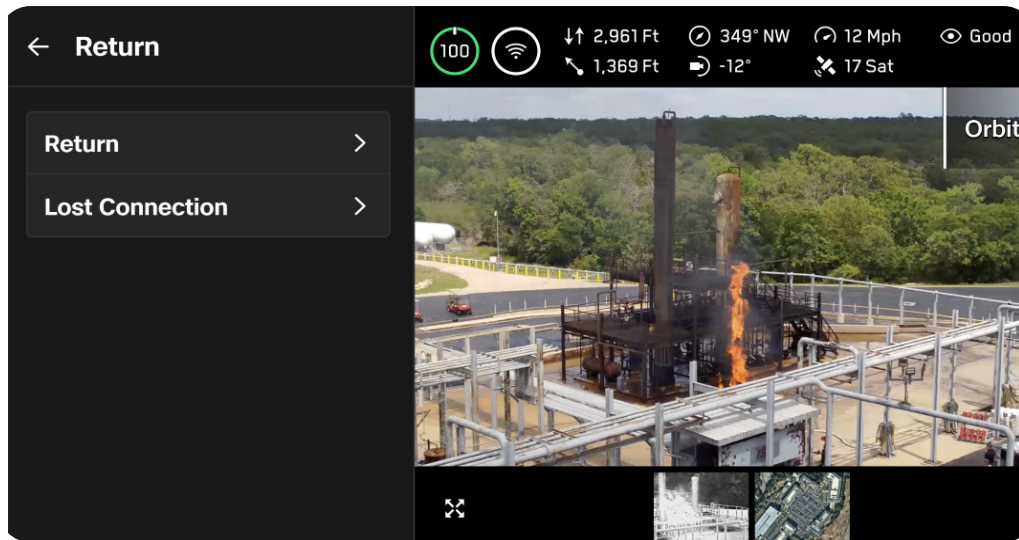 Return
Return
Lost Connection
100
2,961 Ft
349° NW
12 Mph
Good
1,369 Ft
-12°
17 Sat
Orbit